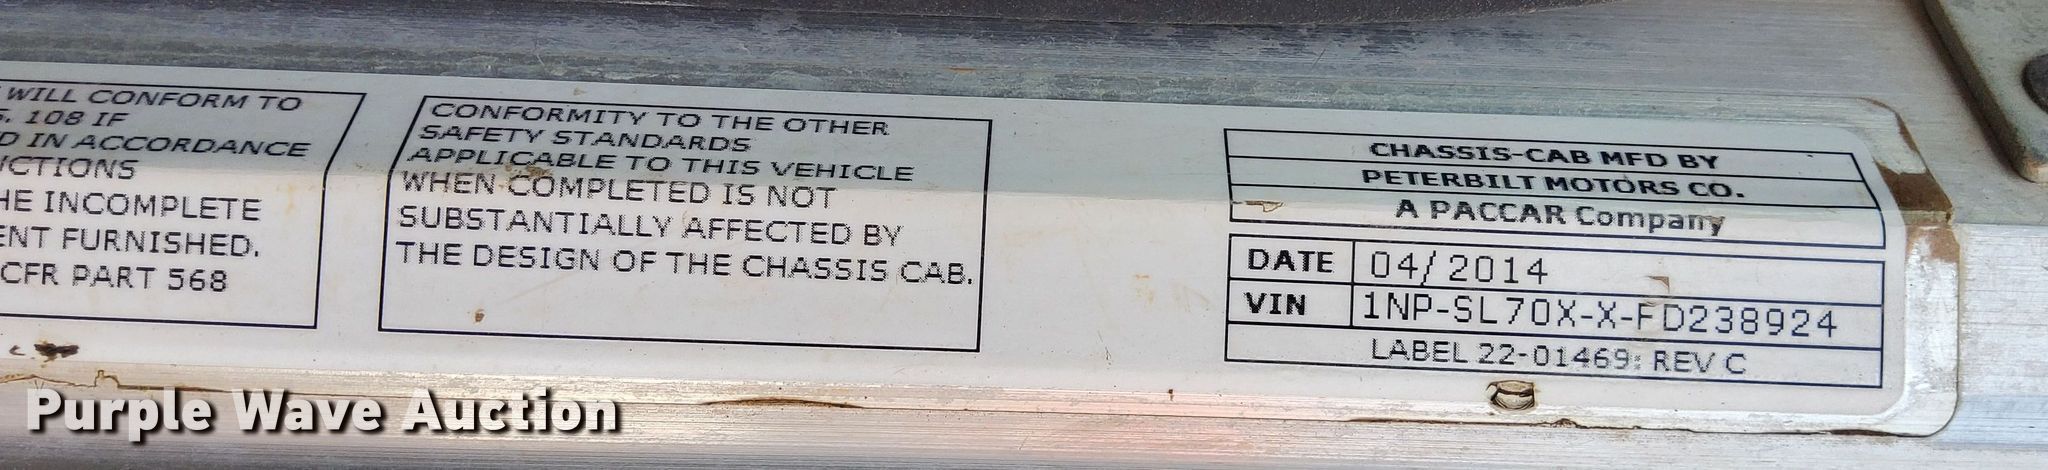 WILL CONFORM TO
108 IF
IN ACCORDANCE
INCOMPLETE
FURNISHED.
CFR PART 568
CONFORMITY TO THE OTHER
SAFETY STANDARDS
APPLICABLE TO THIS VEHICLE
WHEN COMPLETED IS NOT
SUBSTANTIALLY AFFECTED BY
THE DESIGN OF THE CHASSIS CAB.
CHASSIS-CAB MFD BY
PETERBILT MOTORS CO.
A PACCAR Company
DATE 04/2014
VIN 1NP-SL70X-X-FD238924
LABEL 22-01469: REV C
Purple Wave Auction